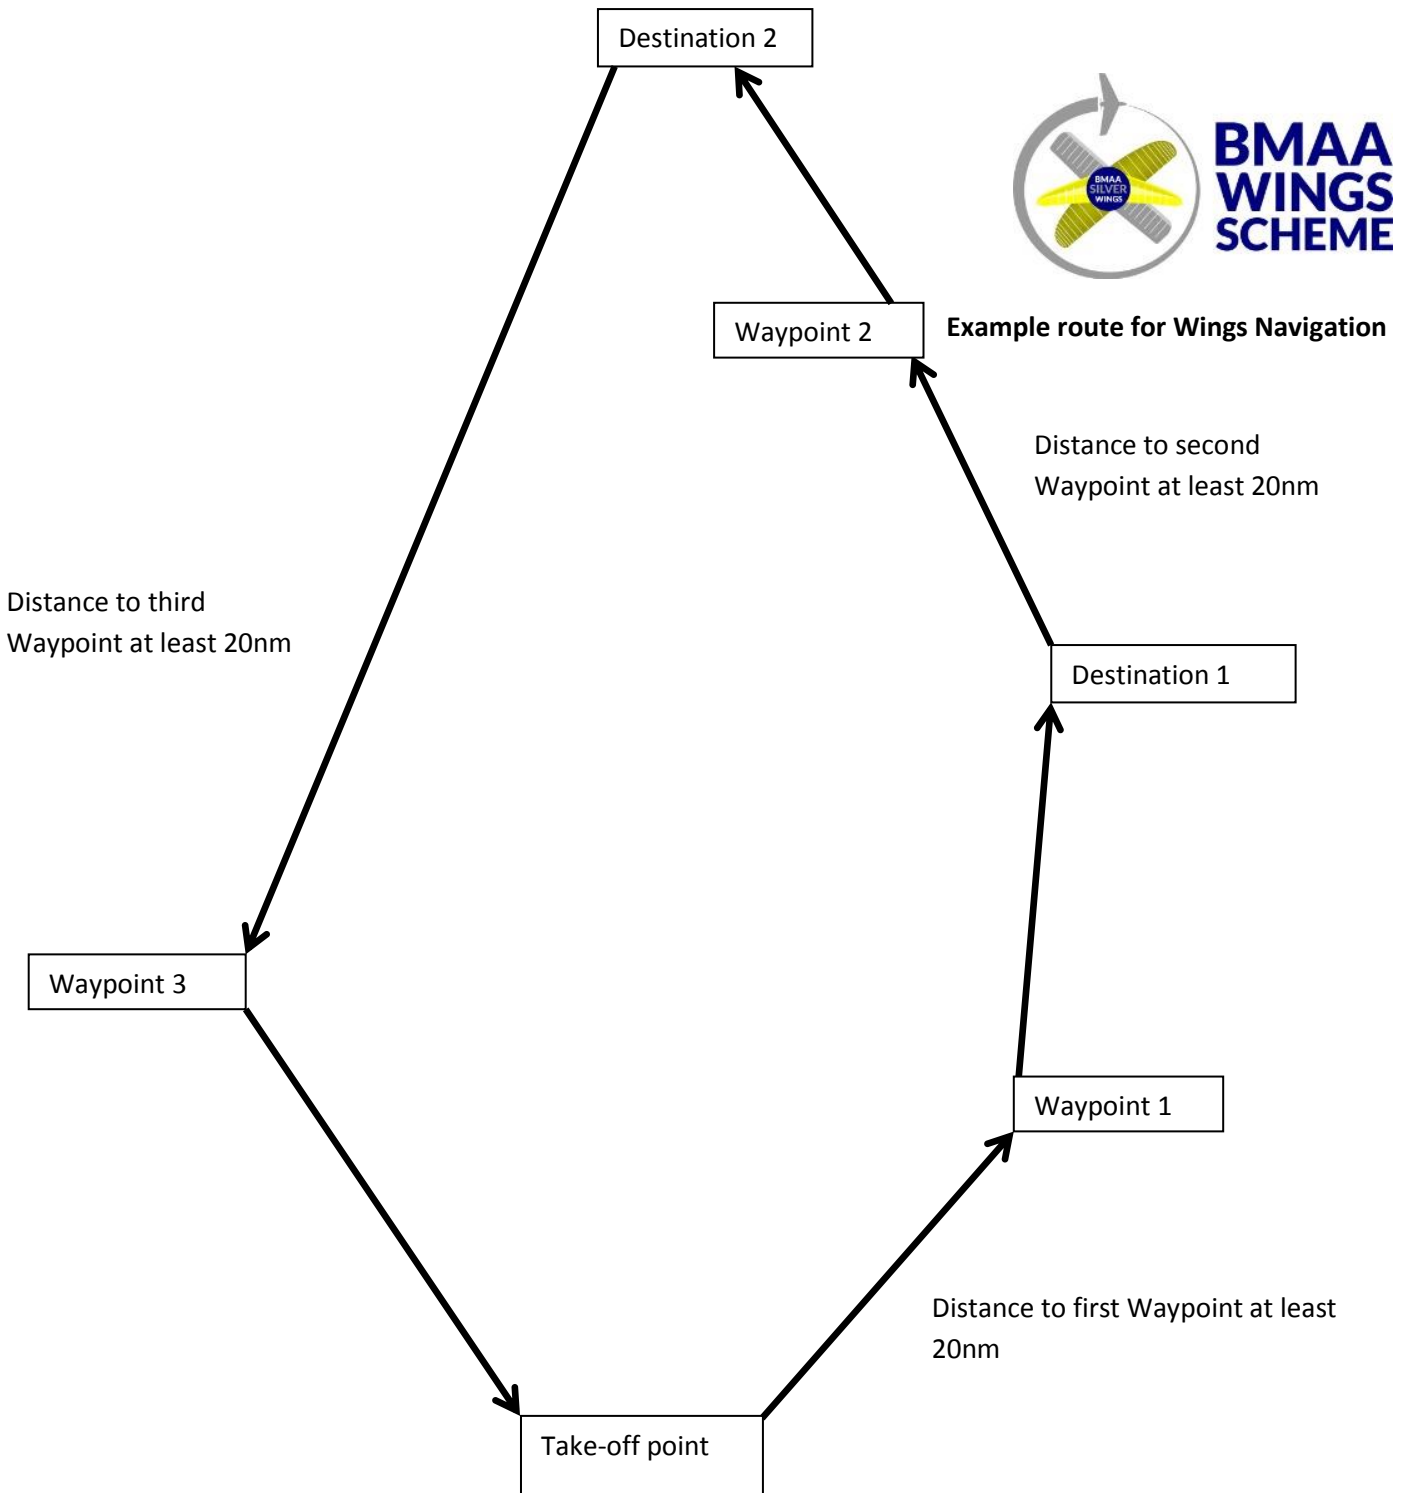 Destination 2
BMAA
SILVER
WINGS
BMAA
WINGS
SCHEME
Waypoint 2
Example route for Wings Navigation
Distance to second
Waypoint at least 20nm
Distance to third
Waypoint at least 20nm
Destination 1
Waypoint 3
Waypoint 1
Distance to first Waypoint at least
20nm
Take-off point